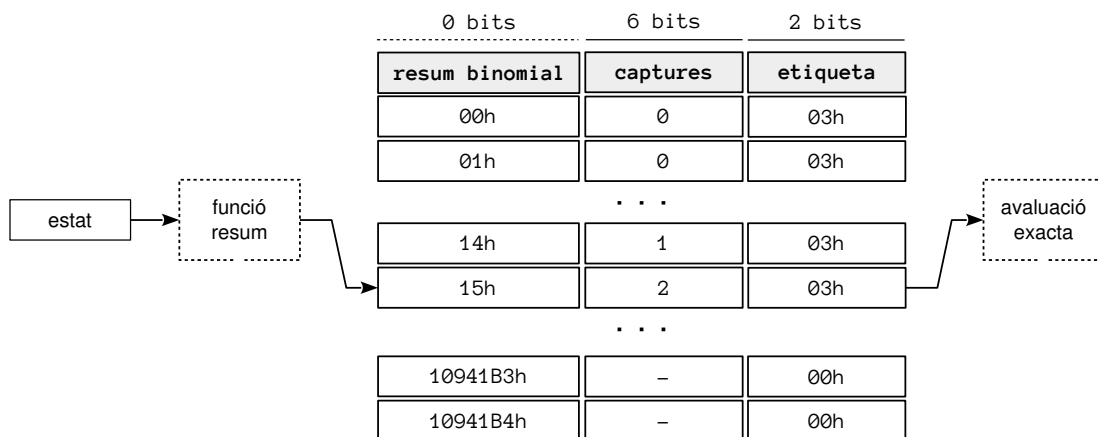 0 bits 6 bits 2 bits
resum binomial captures etiqueta
00h 0 03h
01h 0 03h
. . .
estat
funció
resum
14h 1 03h
15h 2 03h
avaluació
exacta
. . .
10941B3h – 00h
10941B4h – 00h